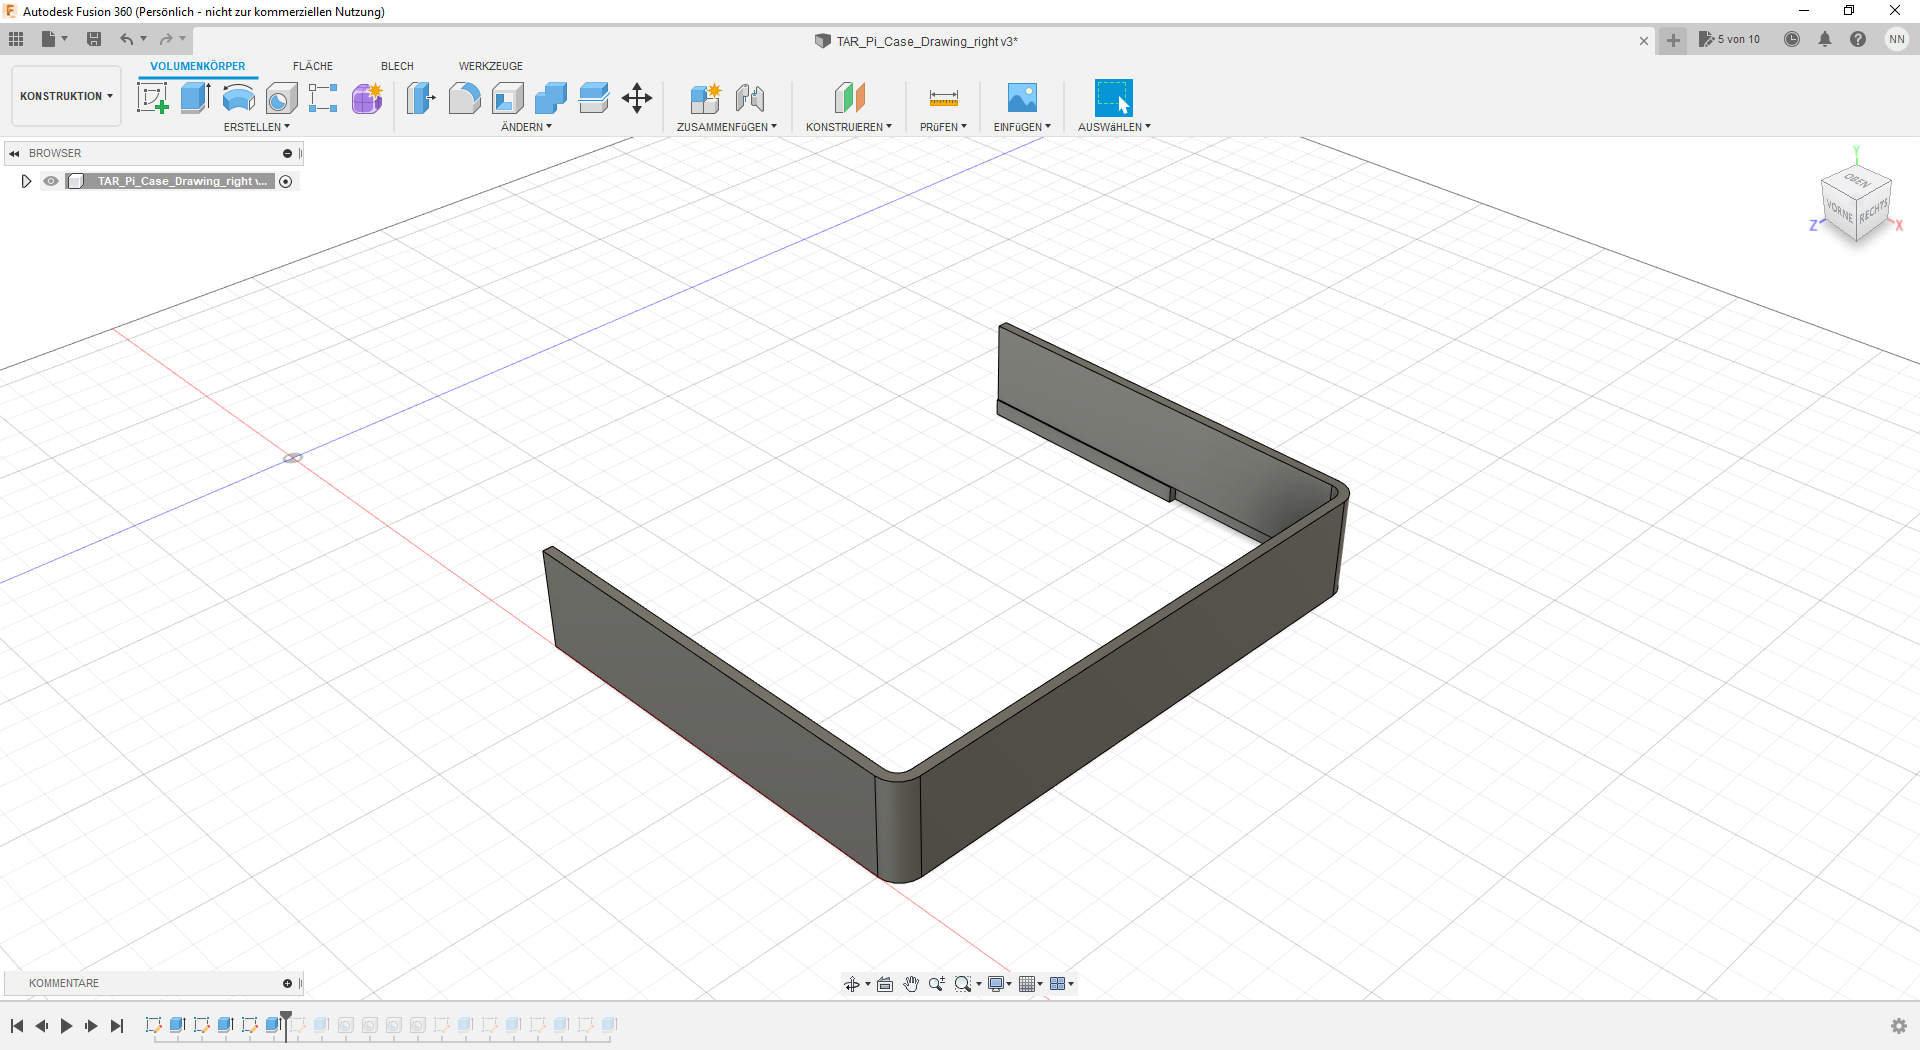 Autodesk Fusion 360 (Persönlich - nicht zur kommerziellen Nutzung)
TAR_Pi_Case_Drawing_right v3*
5 von 10
NN
KONSTRUKTION
VOLUMENKÖRPER
FLÄCHE
BLECH
WERKZEUGE
ERSTELLEN
ÄNDERN
ZUSAMMENFüGEN
KONSTRUIEREN
PRüFEN
EINFüGEN
AUSWäHLEN
BROWSER
TAR_Pi_Case_Drawing_right v...
Y
OBEN
VORNE
RECHTS
Z
X
KOMMENTARE